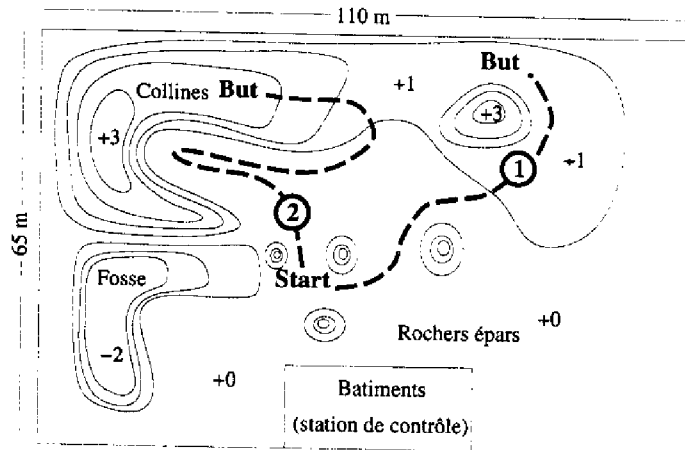 110 m
But
Collines But
+1
+3
+3
+1
1
2
65 m
Fosse
Start
-2
+0
Rochers épars
+0
Batiments
(station de contrôle)